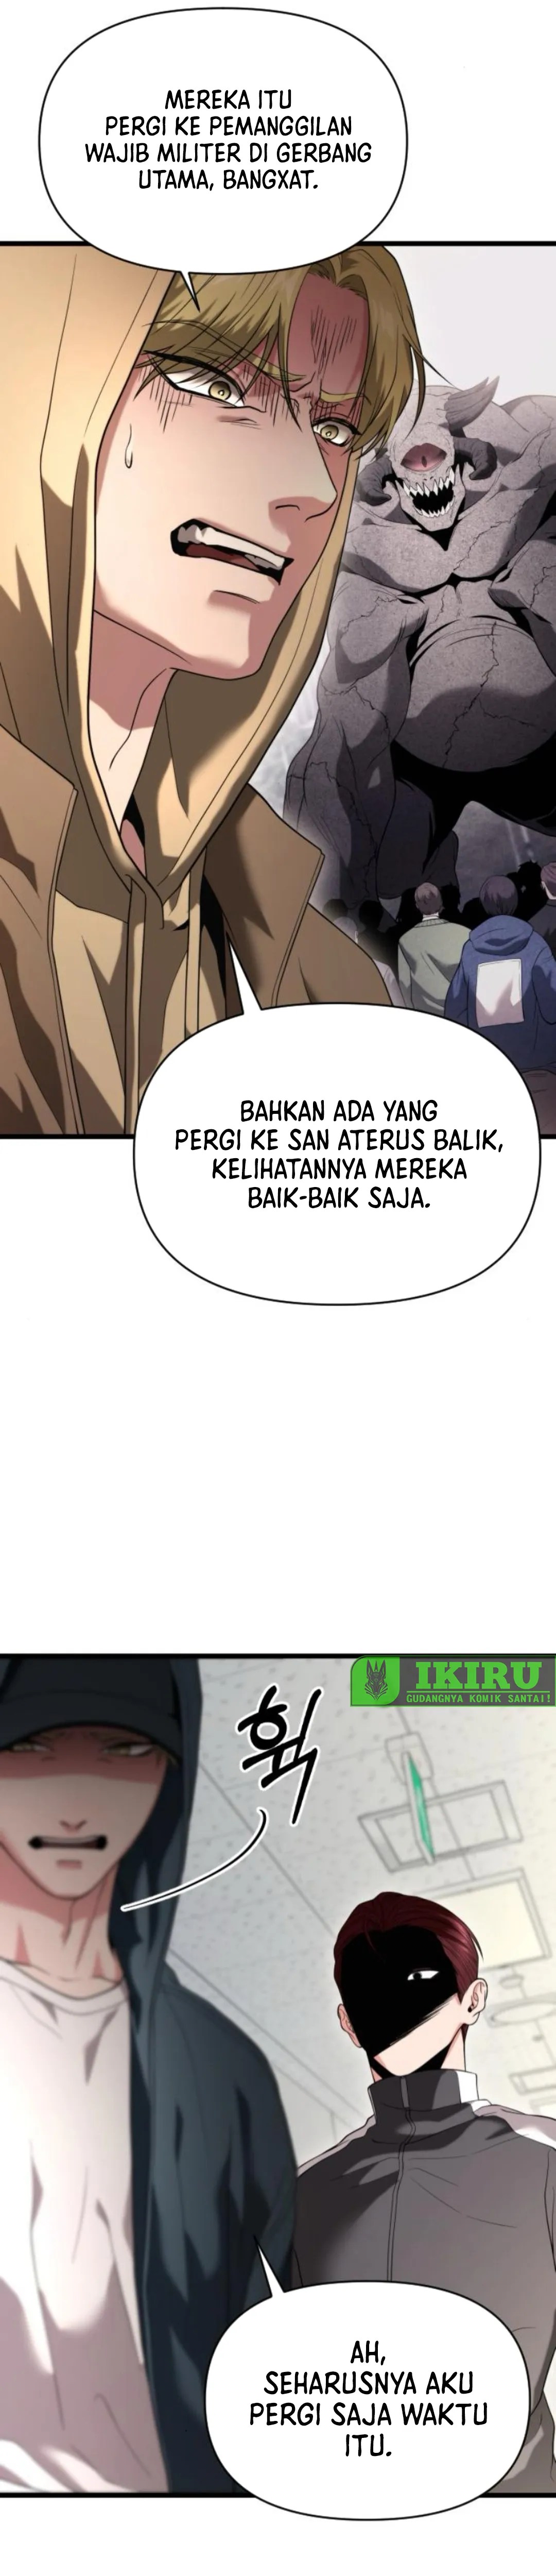 MEREKA ITU
PERGI KE PEMANGGILAN
WAJIB MILITER DI GERBANG
UTAMA, BANGXAT.
BAHKAN ADA YANG
PERGI KE SAN ATERUS BALIK,
KELIHATANNYA MEREKA
BAIK-BAIK SAJA.
IKIRU
GUDANGNYA KOMIK SANTAI!
휙
AH,
SEHARUSNYA AKU
PERGI SAJA WAKTU
ITU.